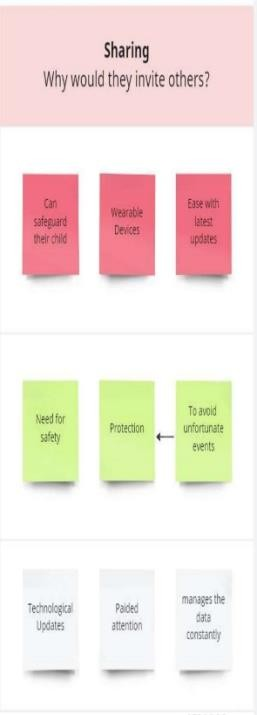 Sharing
Why would they invite others?
Can
safeguard
their child
Wearable
Devices
Ease with
latest
updates
Need for
safety
Protection
To avoid
unfortunate
events
Technological
Updates
Paided
attention
manages the
data
constantly